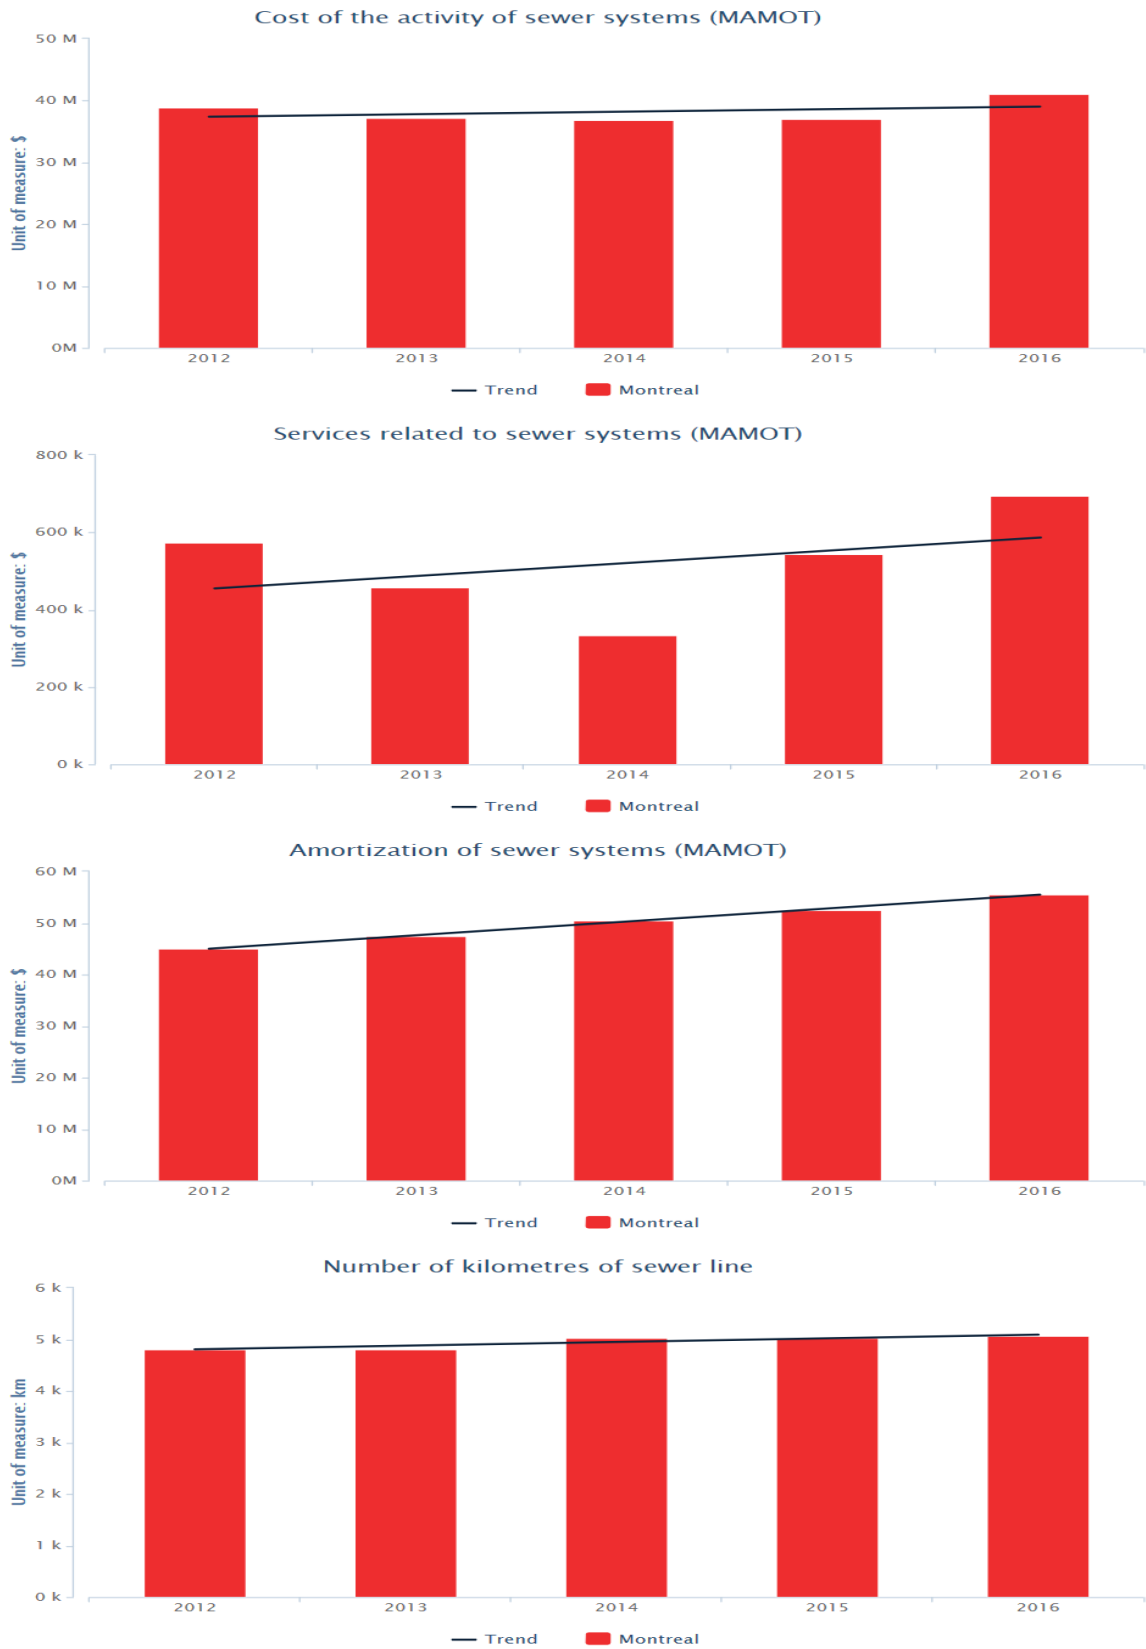 Cost of the activity of sewer systems (MAMOT)
50 M
40 M
30 M
20 M
10 M
0M
Unit of measure: $
2012 2013 2014 2015 2016
Trend Montreal
Services related to sewer systems (MAMOT)
800 k
600 k
400 k
200 k
0 k
Unit of measure: $
2012 2013 2014 2015 2016
Trend Montreal
Amortization of sewer systems (MAMOT)
60 M
50 M
40 M
30 M
20 M
10 M
0M
Unit of measure: $
2012 2013 2014 2015 2016
Trend Montreal
Number of kilometres of sewer line
6 k
5 k
4 k
3 k
2 k
1 k
0 k
Unit of measure: km
2012 2013 2014 2015 2016
Trend Montreal